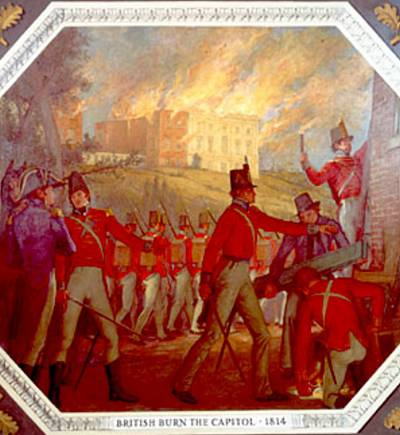 BRITISH BURN THE CAPITOL · 1814